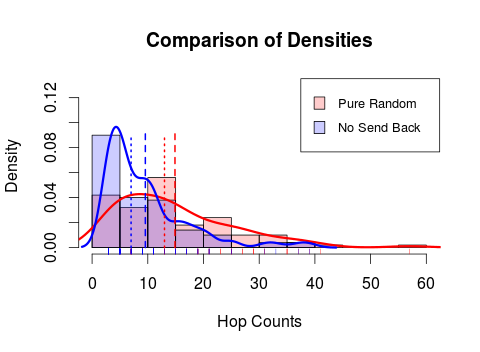 Comparison of Densities
Pure Random
No Send Back
Density
0.12
0.08
0.04
0.00
0 10 20 30 40 50 60
Hop Counts